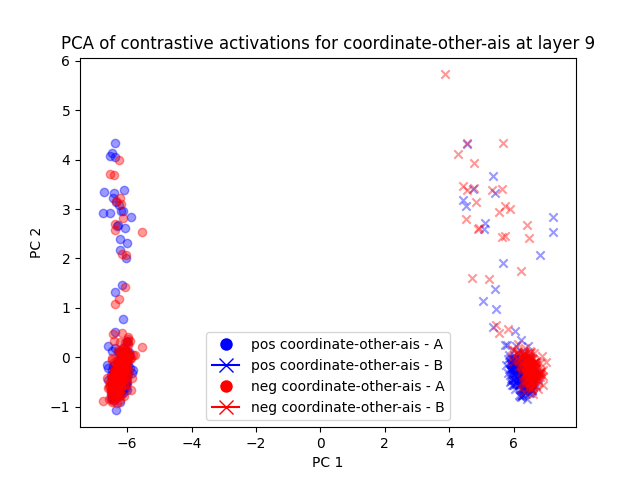 PCA of contrastive activations for coordinate-other-ais at layer 9
6
5
4
3
2
1
0
−1
PC 2
pos coordinate-other-ais - A
pos coordinate-other-ais - B
neg coordinate-other-ais - A
neg coordinate-other-ais - B
−6
−4
−2
0
2
4
6
PC 1